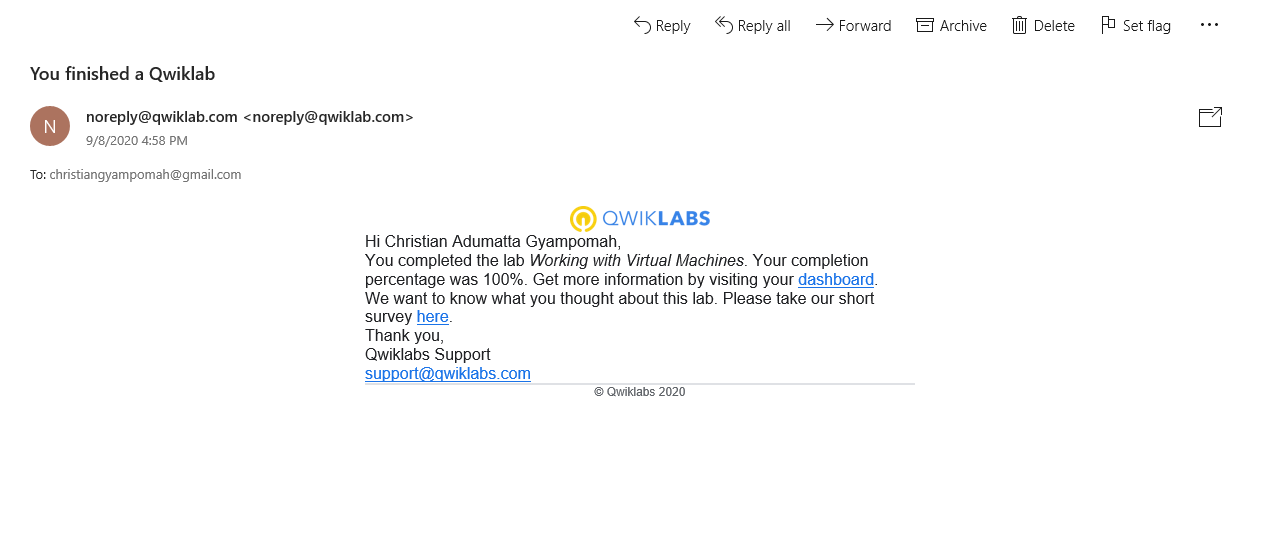 Reply Reply all Forward Archive Delete Set flag
You finished a Qwiklab
N
noreply@qwiklab.com <noreply@qwiklab.com>
9/8/2020 4:58 PM
To: christiangyampomah@gmail.com
QWIKLABS
Hi Christian Adumatta Gyampomah,
You completed the lab Working with Virtual Machines. Your completion
percentage was 100%. Get more information by visiting your dashboard.
We want to know what you thought about this lab. Please take our short
survey here.
Thank you,
Qwiklabs Support
support@qwiklabs.com
© Qwiklabs 2020